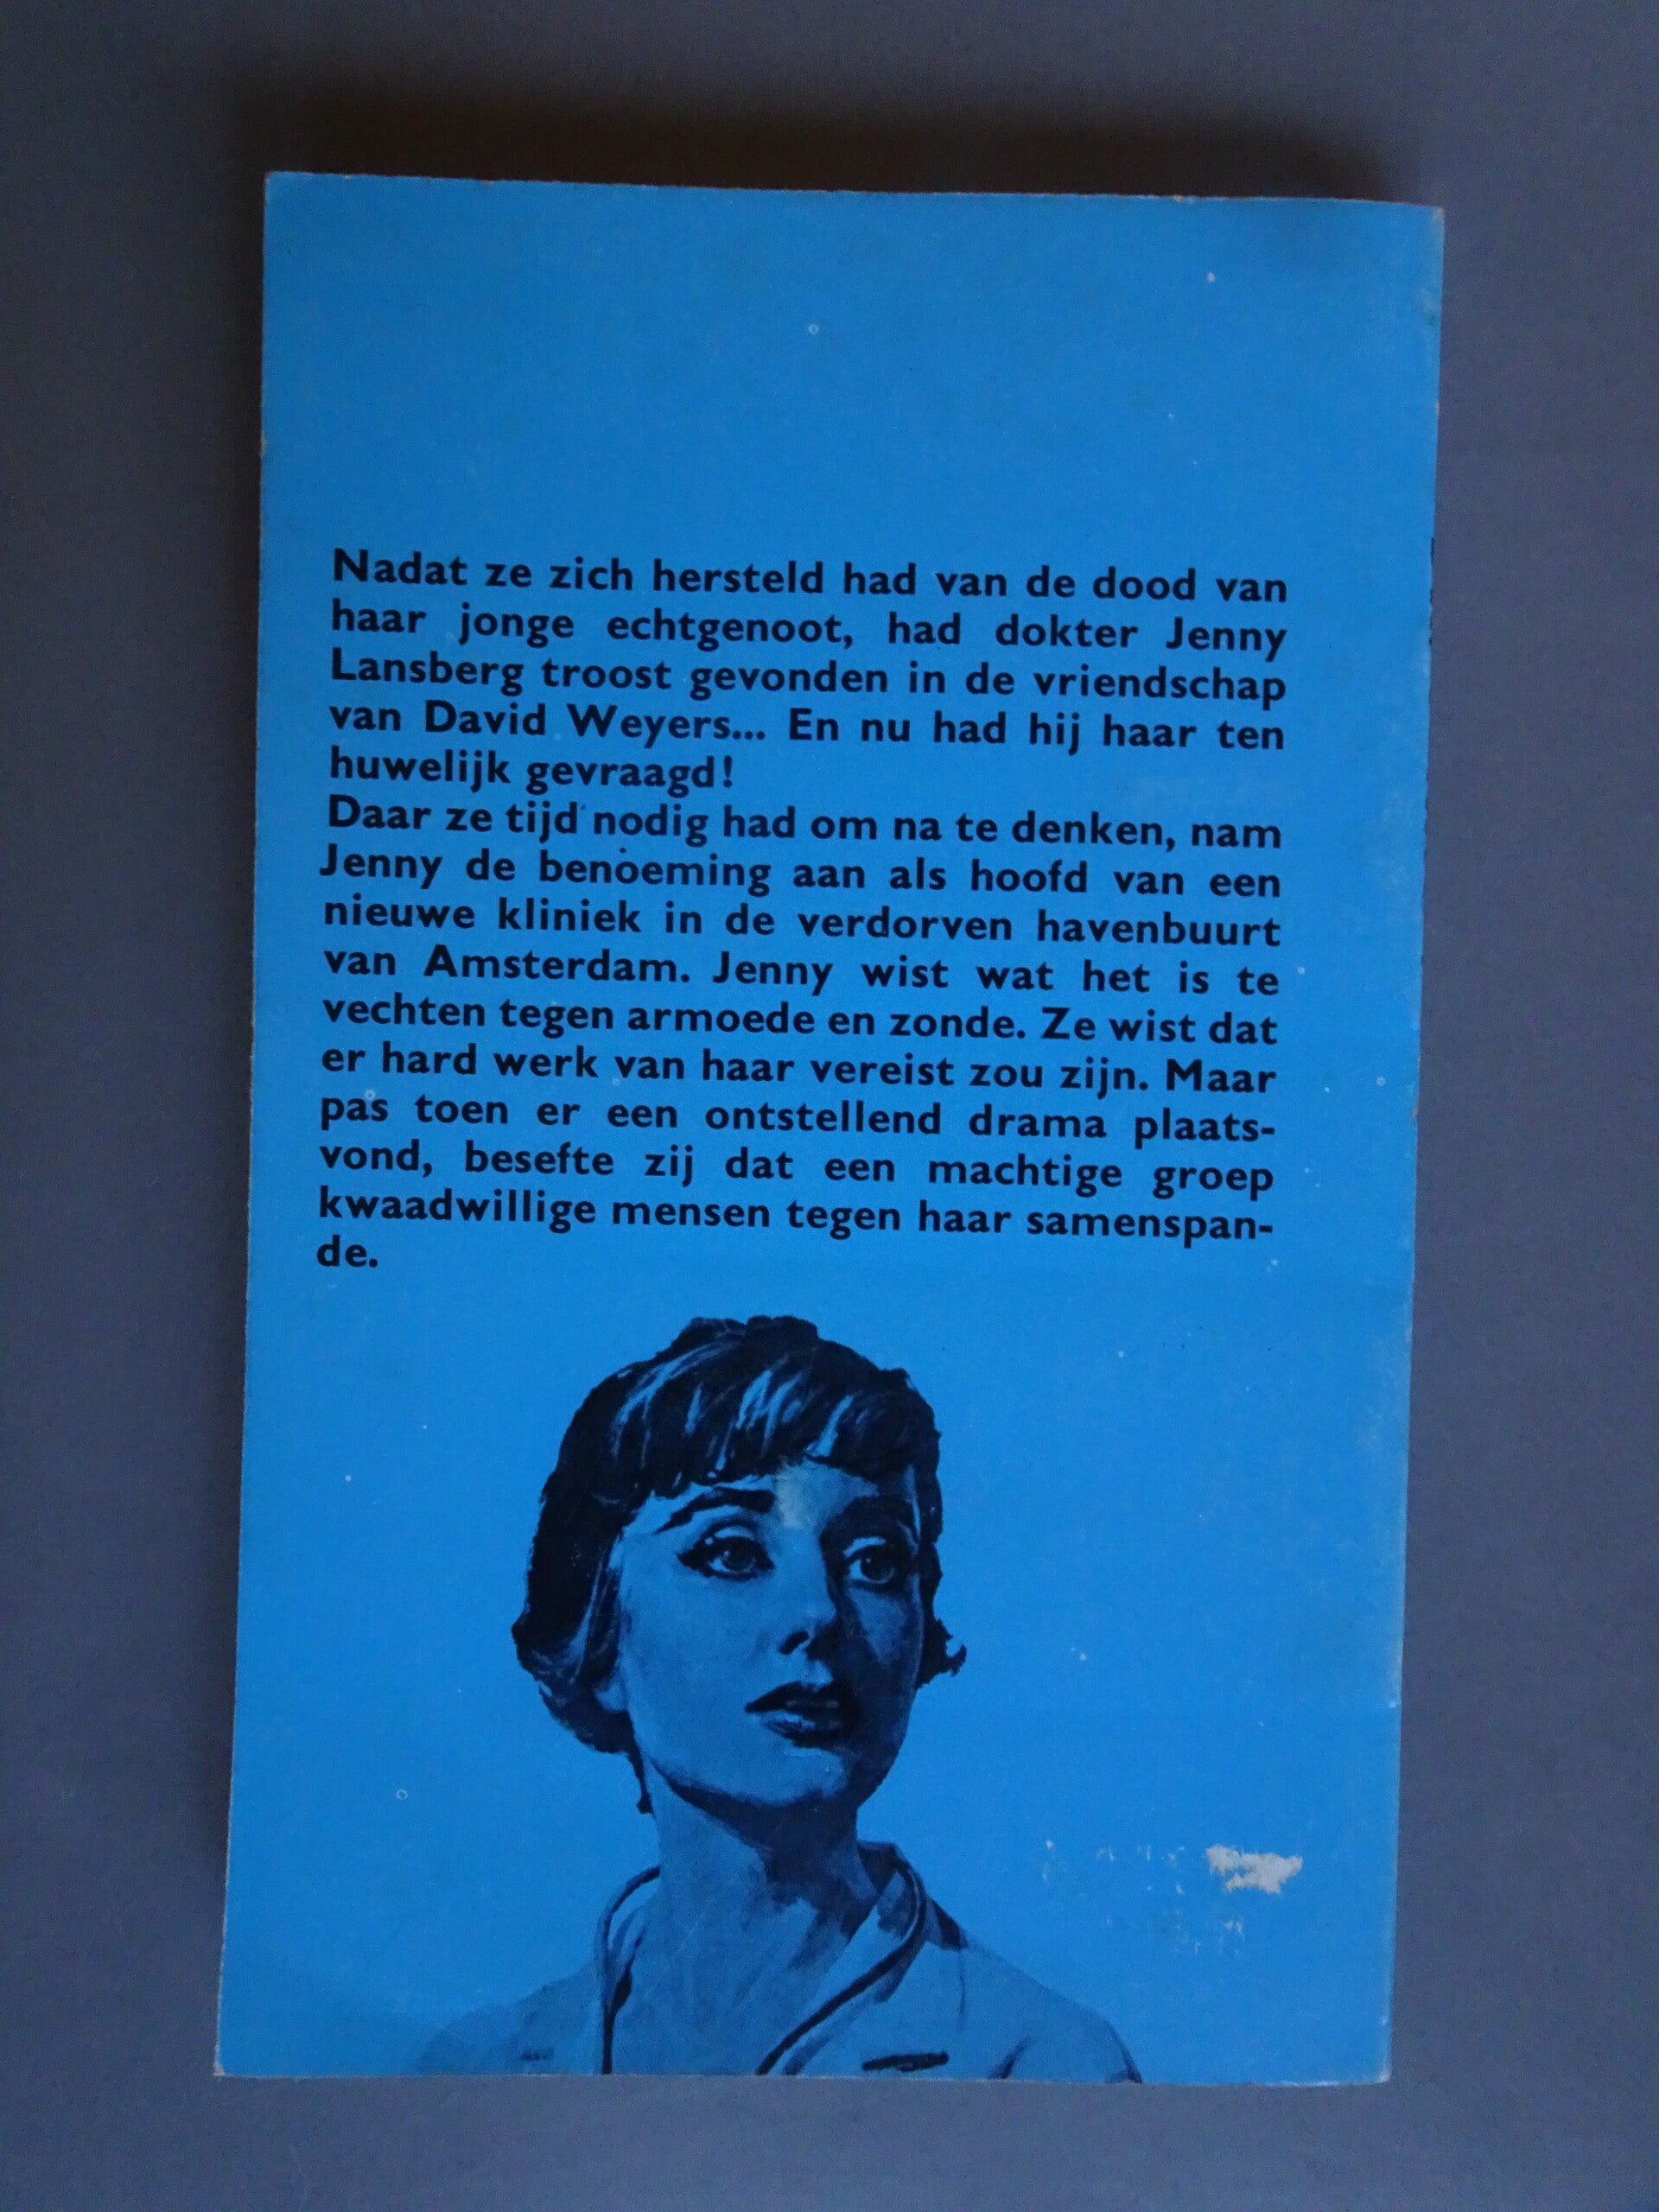 Nadat ze zich hersteld had van de dood van
haar jonge echtgenoot, had dokter Jenny
Lansberg troost gevonden in de vriendschap
van David Weyers... En nu had hij haar ten
huwelijk gevraagd!
Daar ze tijd nodig had om na te denken, nam
Jenny de benoeming aan als hoofd van een
nieuwe kliniek in de verdorven havenbuurt
van Amsterdam. Jenny wist wat het is te
vechten tegen armoede en zonde. Ze wist dat
er hard werk van haar vereist zou zijn. Maar
pas toen er een ontstellend drama plaats-
vond, besefte zij dat een machtige groep
kwaadwillige mensen tegen haar samenspan-
de.